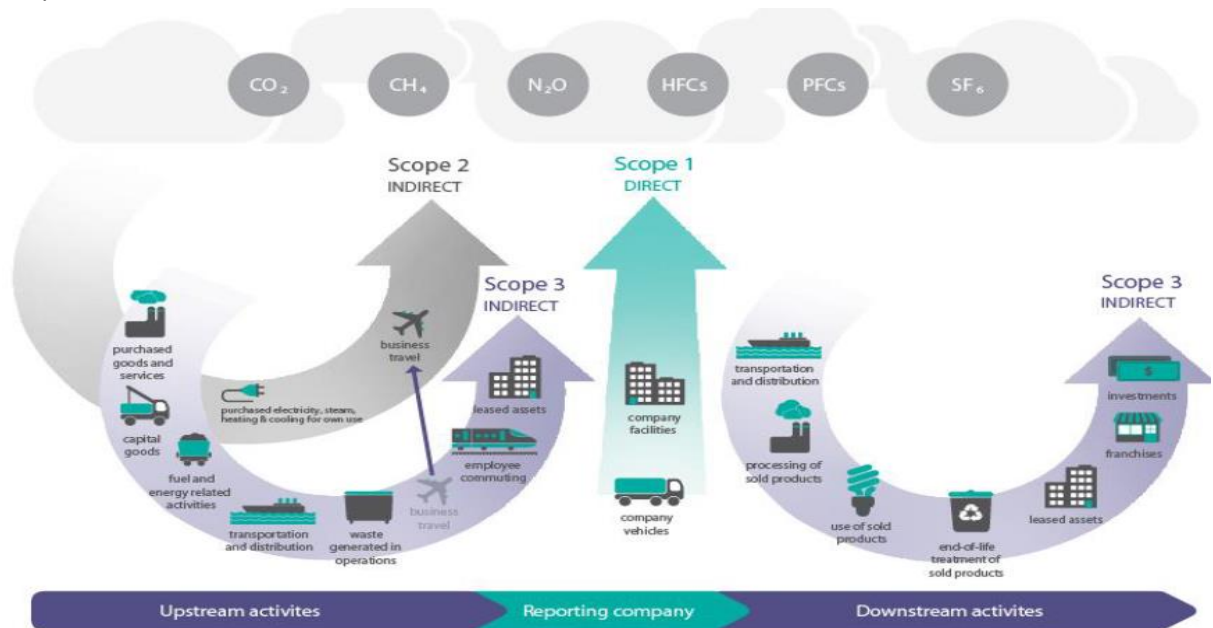 CO₂ CH₄ N₂O HFCs PFCs SF₆
Scope 2
INDIRECT
Scope 1
DIRECT
Scope 3
INDIRECT
Scope 3
INDIRECT
purchased
goods and
services
capital
goods
fuel and
energy related
activities
purchased electricity, steam,
heating & cooling for own use
transportation
and distribution
waste
generated in
operations
business
travel
business
travel
employee
commuting
leased assets
company
facilities
company
vehicles
transportation
and distribution
processing of
sold products
use of sold
products
end-of-life
treatment of
sold products
leased assets
franchises
investments
$
Upstream activites
Reporting company
Downstream activites